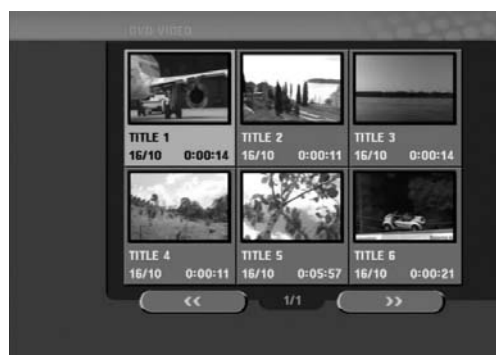 DVD VIDEO
TITLE 1
16/10 0:00:14
TITLE 2
16/10 0:00:11
TITLE 3
16/10 0:00:14
TITLE 4
16/10 0:00:11
TITLE 5
16/10 0:05:57
TITLE 6
16/10 0:00:21
<< 1/1 >>